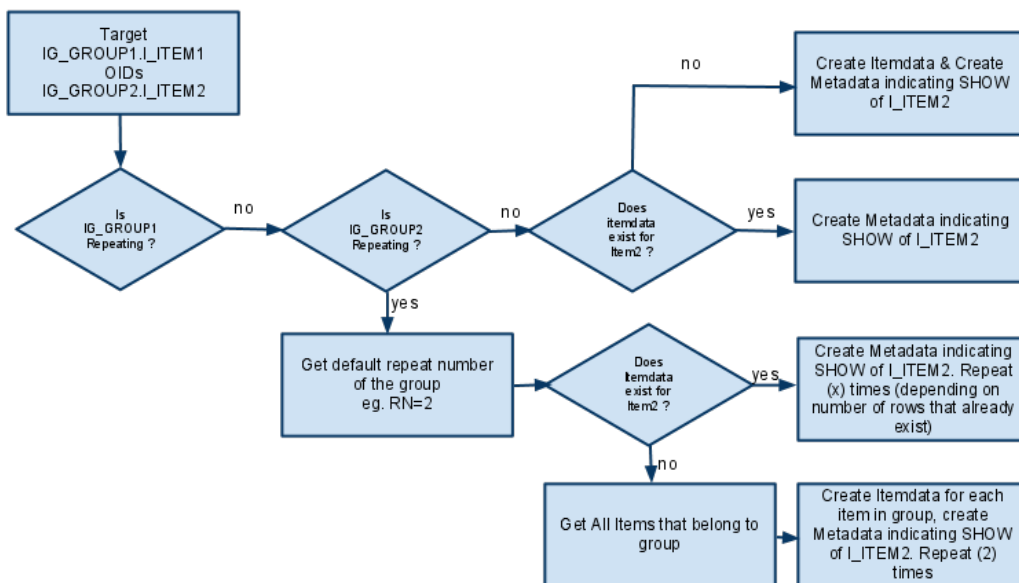 Target
IG_GROUP1.I_ITEM1
OIDs
IG_GROUP2.I_ITEM2
no
Create Itemdata & Create
Metadata indicating SHOW
of I_ITEM2
Is
IG_GROUP1
Repeating ?
no
Is
IG_GROUP2
Repeating ?
no
Does
itemdata
exist for
Item2 ?
yes
Create Metadata indicating
SHOW of I_ITEM2
yes
Get default repeat number
of the group
eg. RN=2
Does
Itemdata
exist for
Item2 ?
yes
Create Metadata indicating
SHOW of I_ITEM2. Repeat
(x) times (depending on
number of rows that already
exist)
no
Get All Items that belong to
group
Create Itemdata for each
item in group, create
Metadata indicating SHOW
of I_ITEM2. Repeat (2)
times